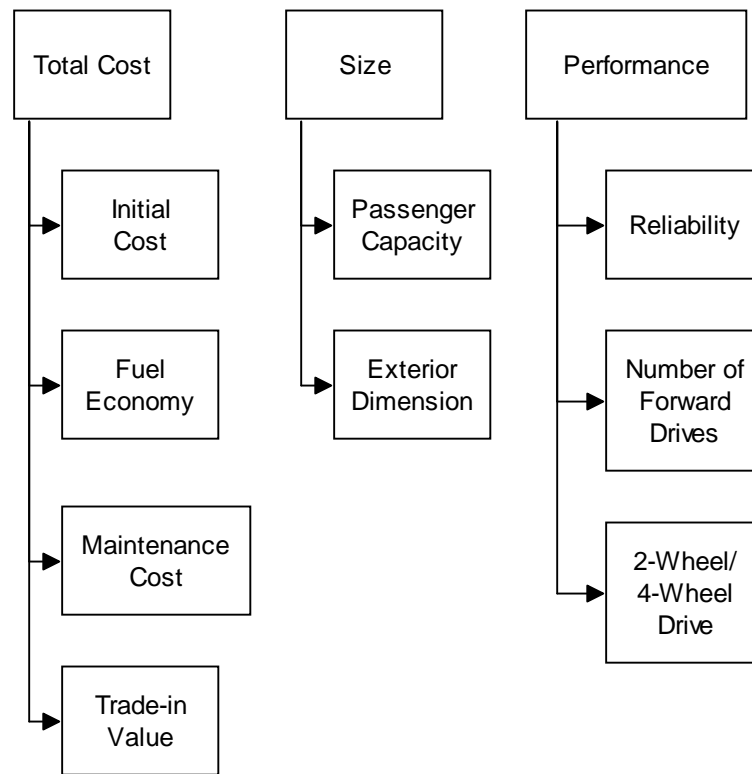 Total Cost
Initial
Cost
Fuel
Economy
Maintenance
Cost
Trade-in
Value
Size
Passenger
Capacity
Exterior
Dimension
Performance
Reliability
Number of
Forward
Drives
2-Wheel/
4-Wheel
Drive